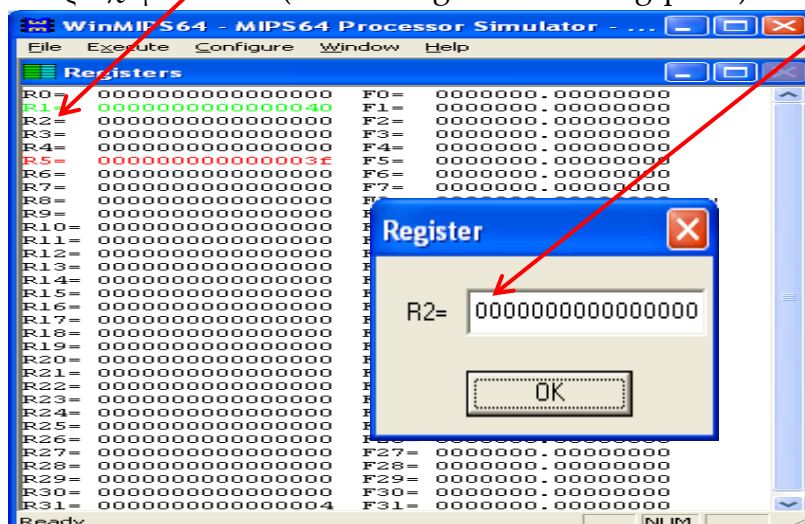 WinMIPS64 - MIPS64 Processor Simulator - ...
File Execute Configure Window Help
Registers
R0= 0000000000000000 F0= 0000000.00000000
R1= 0000000000000040 F1= 0000000.00000000
R2= 0000000000000000 F2= 0000000.00000000
R3= 0000000000000000 F3= 0000000.00000000
R4= 0000000000000000 F4= 0000000.00000000
R5= 000000000000003f F5= 0000000.00000000
R6= 0000000000000000 F6= 0000000.00000000
R7= 0000000000000000 F7= 0000000.00000000
R8= 0000000000000000
R9= 0000000000000000
R10= 0000000000000000
R11= 0000000000000000
R12= 0000000000000000
R13= 0000000000000000
R14= 0000000000000000
R15= 0000000000000000
R16= 0000000000000000
R17= 0000000000000000
R18= 0000000000000000
R19= 0000000000000000
R20= 0000000000000000
R21= 0000000000000000
R22= 0000000000000000
R23= 0000000000000000
R24= 0000000000000000
R25= 0000000000000000
R26= 0000000000000000
R27= 0000000000000000 F27= 0000000.00000000
R28= 0000000000000000 F28= 0000000.00000000
R29= 0000000000000000 F29= 0000000.00000000
R30= 0000000000000000 F30= 0000000.00000000
R31= 0000000000000004 F31= 0000000.00000000
Register
R2= 0000000000000000
OK
Ready NUM